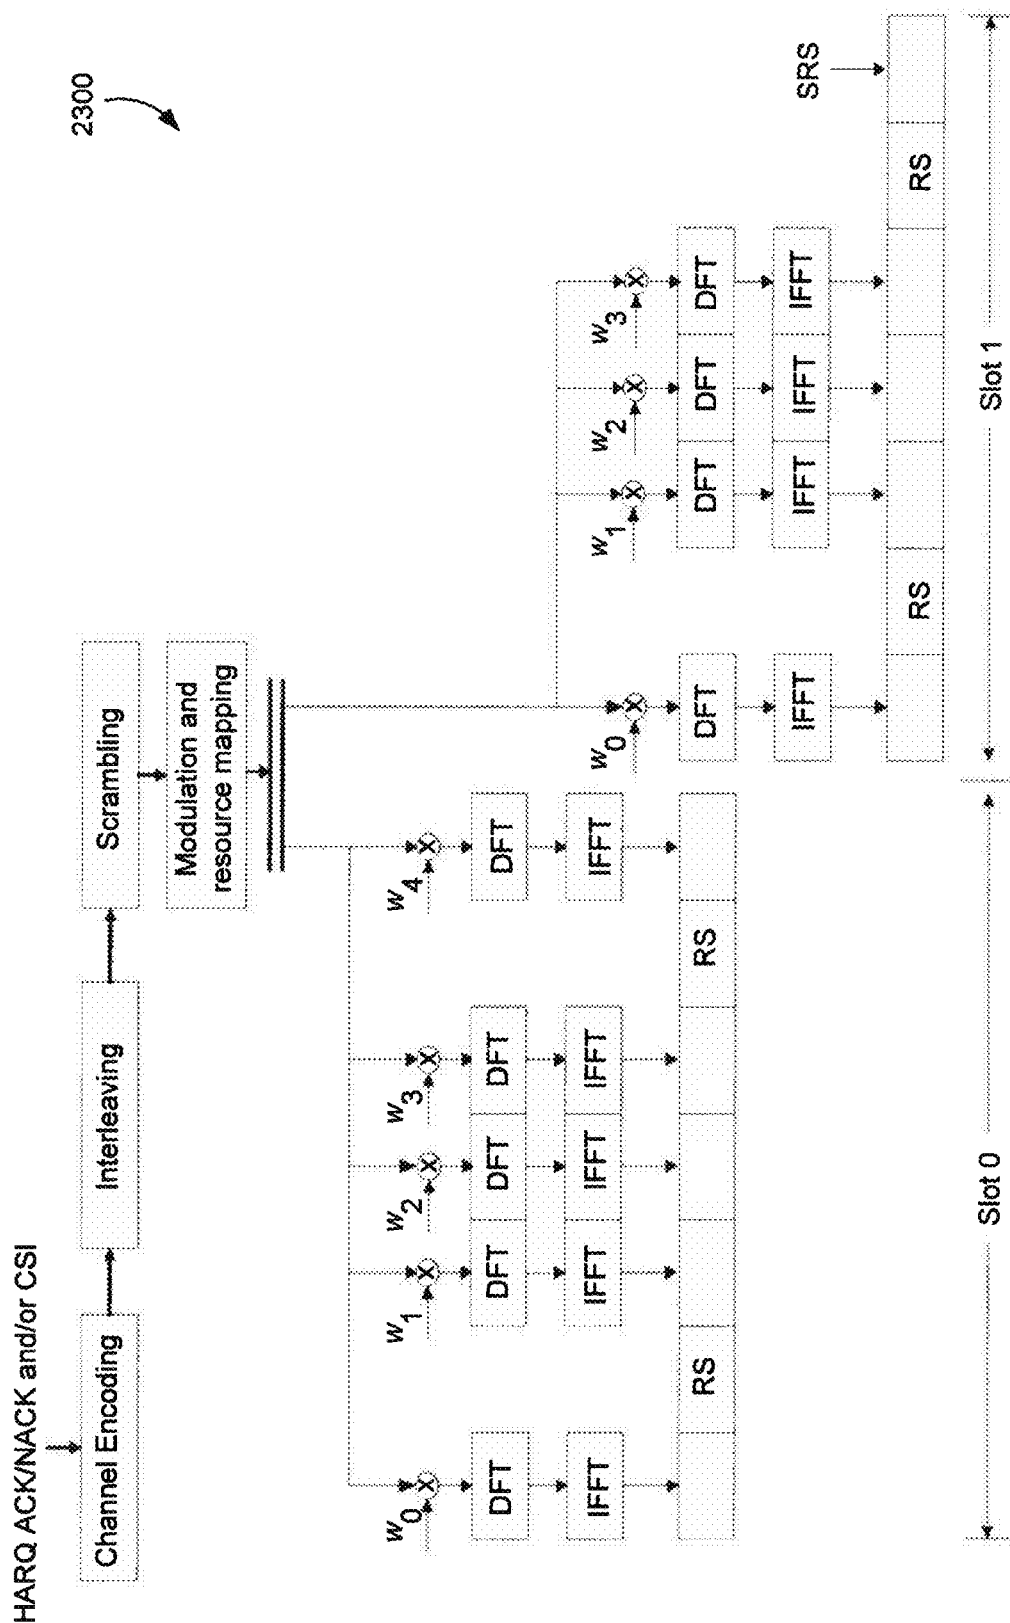 2300
HARQ ACK/NACK and/or CSI
Channel Encoding
Interleaving
Scrambling
Modulation and
resource mapping
w0
w1
w2
w3
w4
DFT
DFT
DFT
DFT
DFT
IFFT
IFFT
IFFT
IFFT
IFFT
RS
RS
Slot 0
w0
w1
w2
w3
DFT
DFT
DFT
DFT
IFFT
IFFT
IFFT
IFFT
SRS
RS
RS
Slot 1